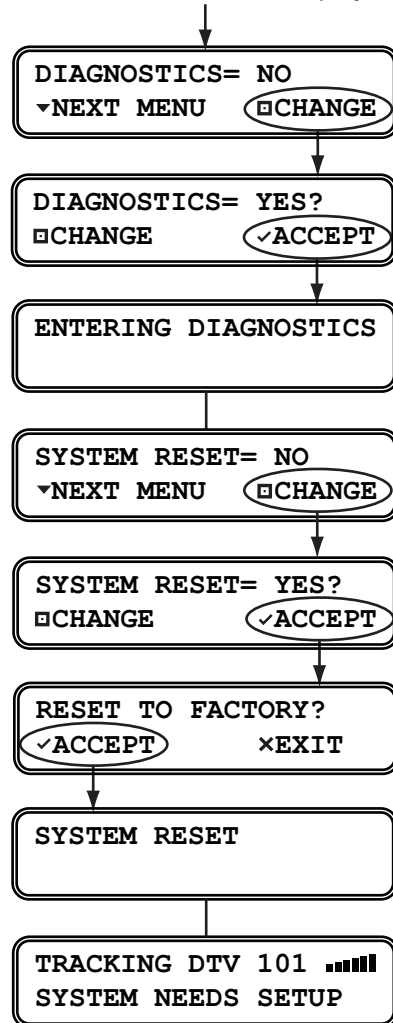 DIAGNOSTICS= NO
▼NEXT MENU ⊡CHANGE
DIAGNOSTICS= YES?
⊡CHANGE ✓ACCEPT
ENTERING DIAGNOSTICS
SYSTEM RESET= NO
▼NEXT MENU ⊡CHANGE
SYSTEM RESET= YES?
⊡CHANGE ✓ACCEPT
RESET TO FACTORY?
✓ACCEPT ×EXIT
SYSTEM RESET
TRACKING DTV 101
SYSTEM NEEDS SETUP